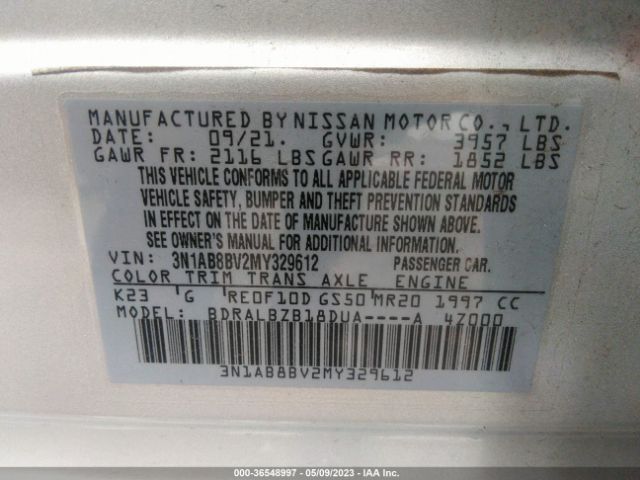 MANUFACTURED BY NISSAN MOTOR CO., LTD.
DATE: 09/21. GVWR: 3957 LBS
GAWR FR: 2116 LBS GAWR RR: 1852 LBS
THIS VEHICLE CONFORMS TO ALL APPLICABLE FEDERAL MOTOR
VEHICLE SAFETY, BUMPER AND THEFT PREVENTION STANDARDS
IN EFFECT ON THE DATE OF MANUFACTURE SHOWN ABOVE.
SEE OWNER'S MANUAL FOR ADDITIONAL INFORMATION.
VIN: 3N1AB8BV2MY329612 PASSENGER CAR.
COLOR TRIM TRANS AXLE ENGINE
K23 G RE0F10D GS50 MR20 1997 CC
MODEL: BDRALBZB18DUA----A 4Z000
3N1AB8BV2MY329612
000-36548997 - 05/09/2023 - IAA Inc.